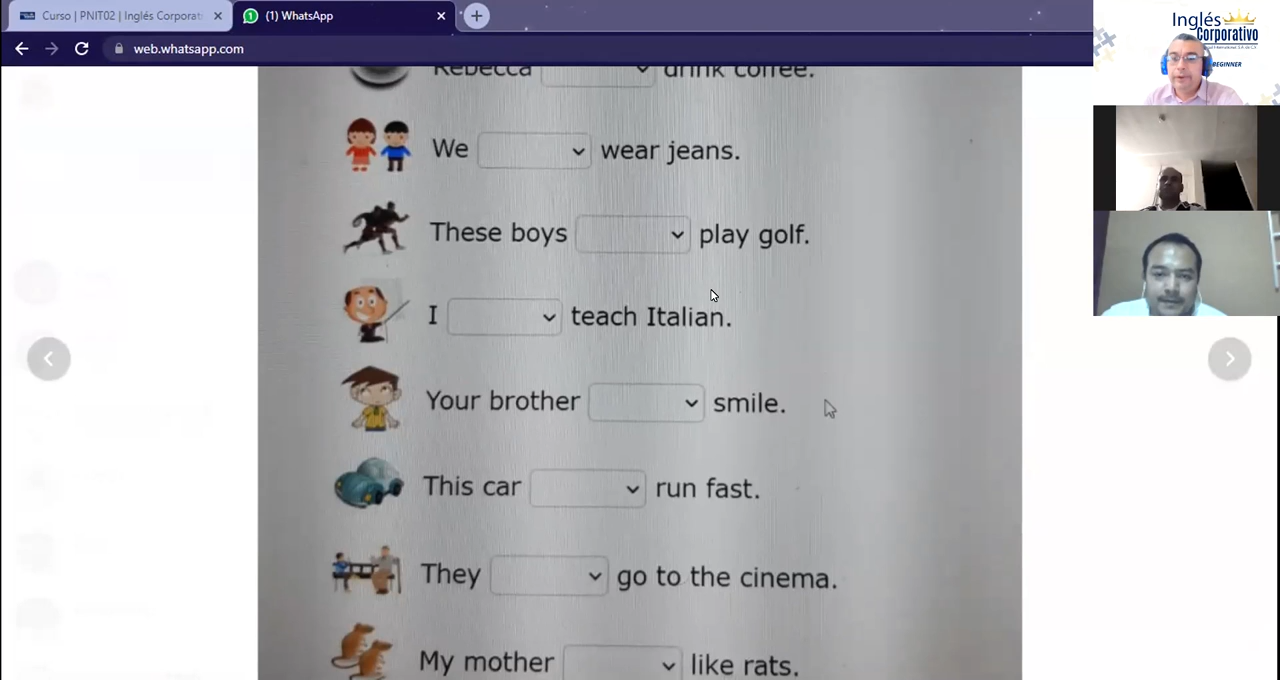 Curso | PNIT02 | Inglés Corporati
(1) WhatsApp
web.whatsapp.com
Inglés
Corporativo
BEGINNER
Rebecca drink coffee.
We wear jeans.
These boys play golf.
I teach Italian.
Your brother smile.
This car run fast.
They go to the cinema.
My mother like rats.